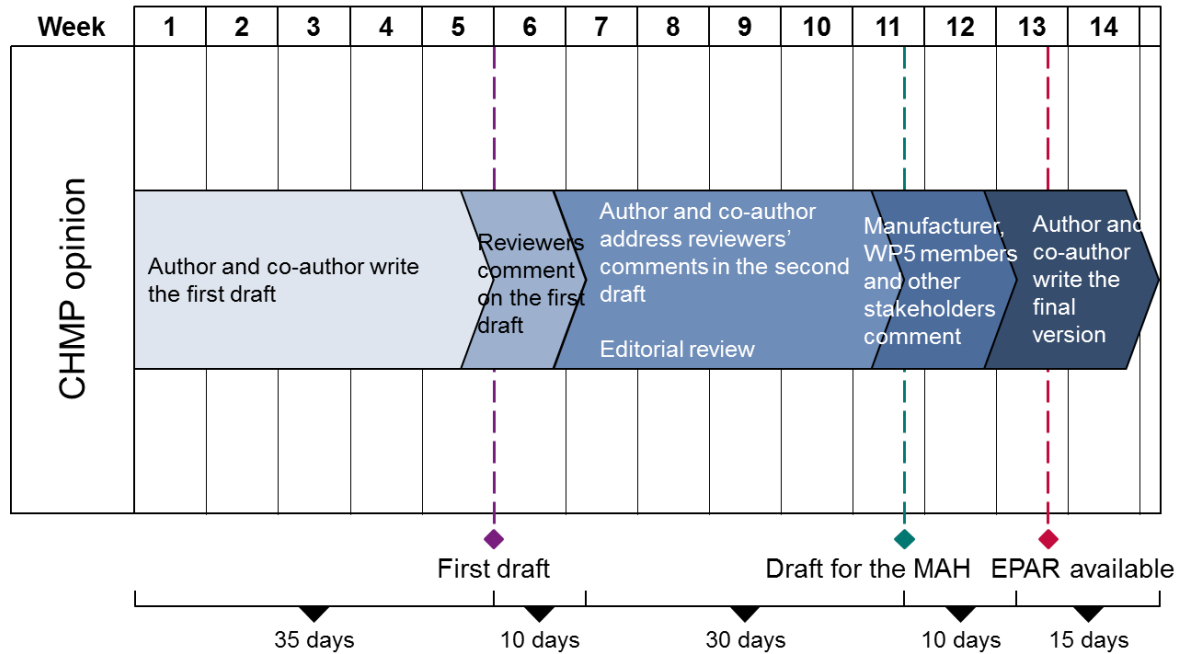 Week 1 2 3 4 5 6 7 8 9 10 11 12 13 14
CHMP opinion
Author and co-author write
the first draft
Reviewers
comment
on the first
draft
Author and co-author
address reviewers’
comments in the second
draft
Editorial review
Manufacturer,
WP5 members
and other
stakeholders
comment
Author and
co-author
write the
final
version
First draft
Draft for the MAH
EPAR available
35 days
10 days
30 days
10 days
15 days